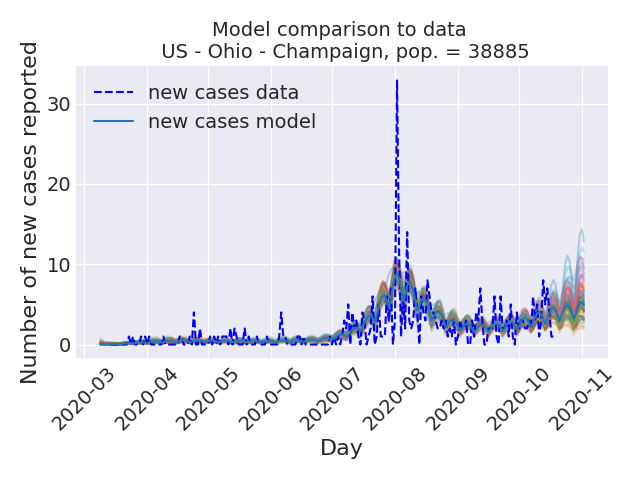 Model comparison to data
US - Ohio - Champaign, pop. = 38885
Number of new cases reported
30
20
10
0
new cases data
new cases model
2020-03
2020-04
2020-05
2020-06
2020-07
2020-08
2020-09
2020-10
2020-11
Day